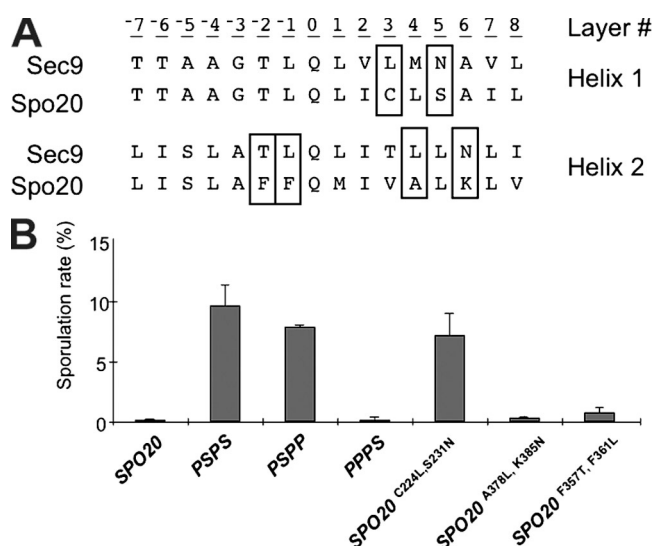 A
-7 -6 -5 -4 -3 -2 -1 0 1 2 3 4 5 6 7 8 Layer #
Sec9 T T A A G T L Q L V L M N A V L
Helix 1
Spo20 T T A A G T L Q L I C L S A I L
Sec9 L I S L A T L Q L I T L L N L I
Helix 2
Spo20 L I S L A F F Q M I V A L K L V
B
Sporulation rate (%)
15
10
5
0
SPO20
PSPS
PSPP
PPPS
SPO20 C224L,S231N
SPO20 A378L, K385N
SPO20 F357T, F361L